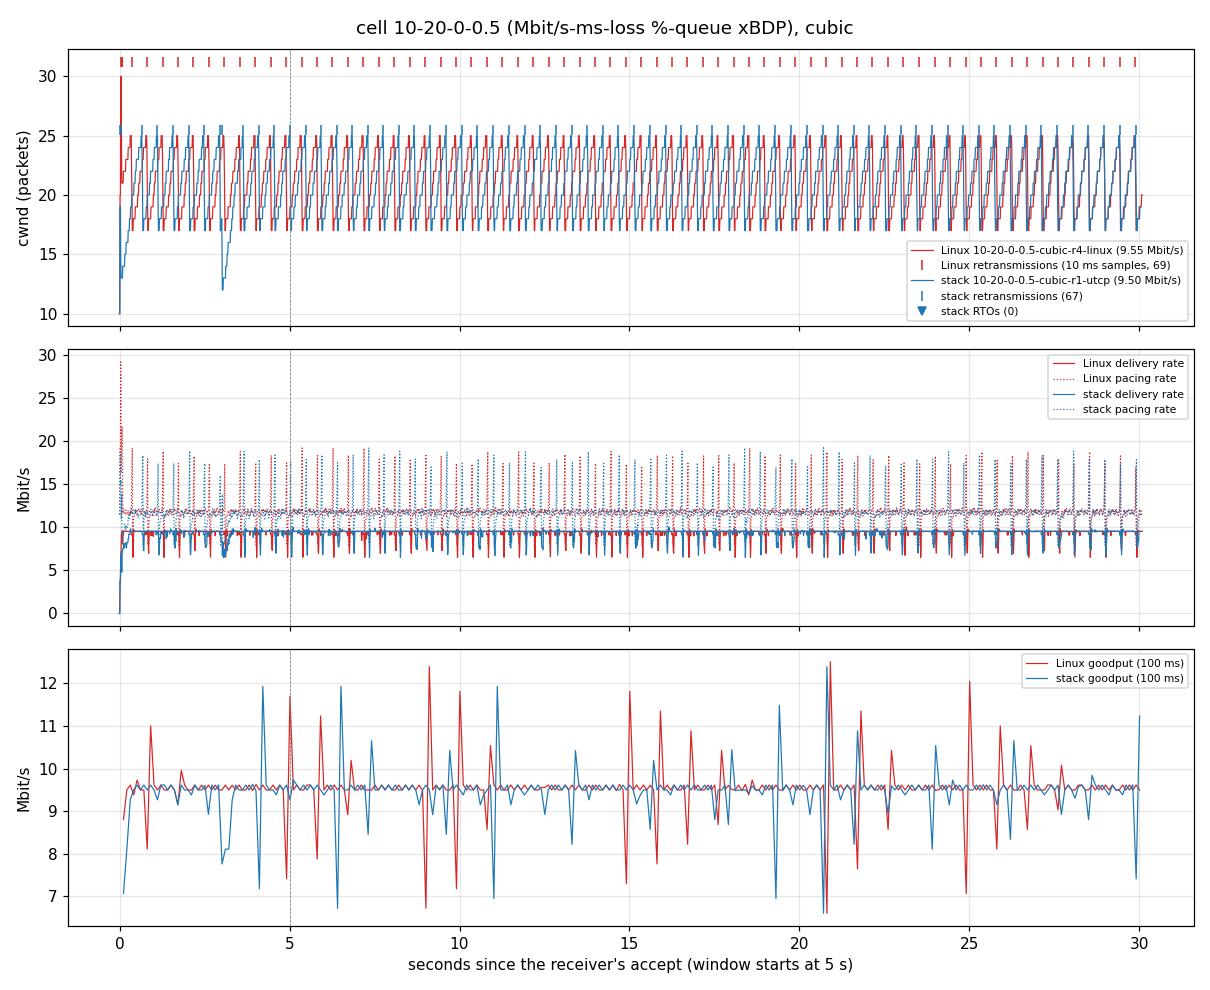 cell 10-20-0-0.5 (Mbit/s-ms-loss %-queue xBDP), cubic
30
25
20
15
10
cwnd (packets)
Linux 10-20-0-0.5-cubic-r4-linux (9.55 Mbit/s)
Linux retransmissions (10 ms samples, 69)
stack 10-20-0-0.5-cubic-r1-utcp (9.50 Mbit/s)
stack retransmissions (67)
stack RTOs (0)
30
25
20
15
10
5
0
Mbit/s
Linux delivery rate
Linux pacing rate
stack delivery rate
stack pacing rate
12
11
10
9
8
7
Mbit/s
Linux goodput (100 ms)
stack goodput (100 ms)
0 5 10 15 20 25 30
seconds since the receiver's accept (window starts at 5 s)